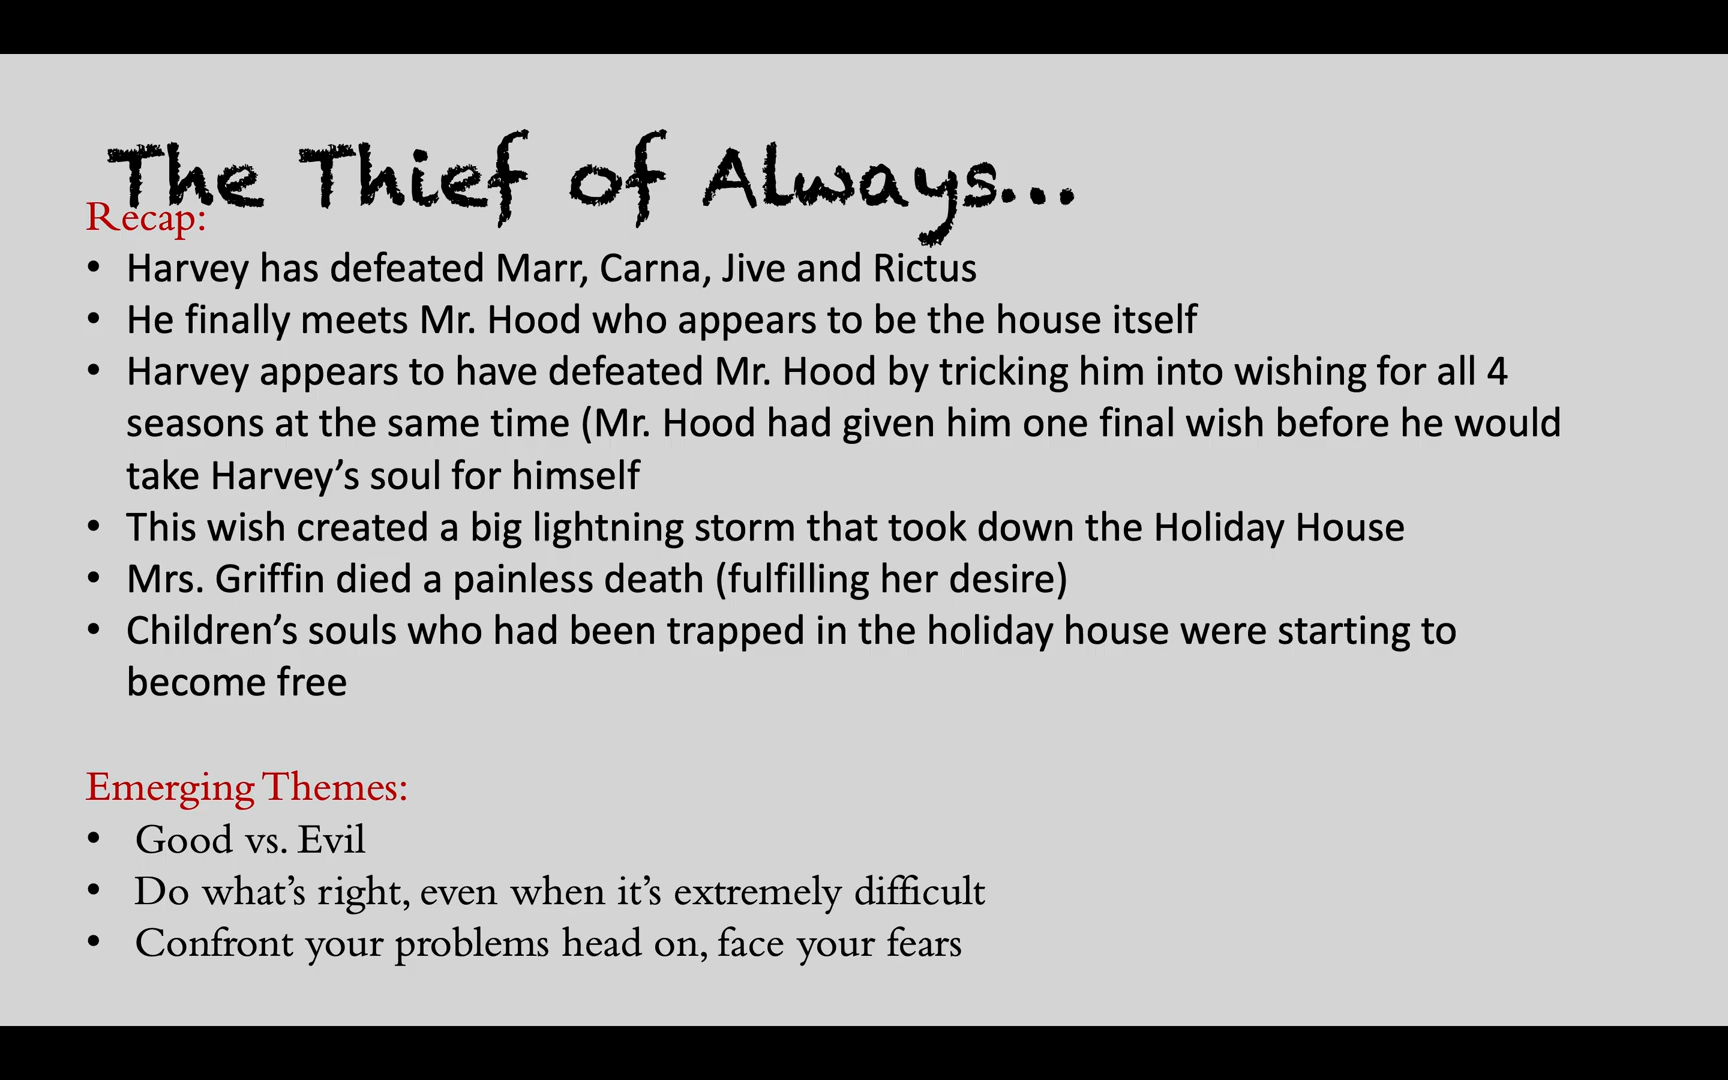 The Thief of Always...
Recap:
• Harvey has defeated Marr, Carna, Jive and Rictus
• He finally meets Mr. Hood who appears to be the house itself
• Harvey appears to have defeated Mr. Hood by tricking him into wishing for all 4
seasons at the same time (Mr. Hood had given him one final wish before he would
take Harvey’s soul for himself
• This wish created a big lightning storm that took down the Holiday House
• Mrs. Griffin died a painless death (fulfilling her desire)
• Children’s souls who had been trapped in the holiday house were starting to
become free
Emerging Themes:
• Good vs. Evil
• Do what’s right, even when it’s extremely difficult
• Confront your problems head on, face your fears